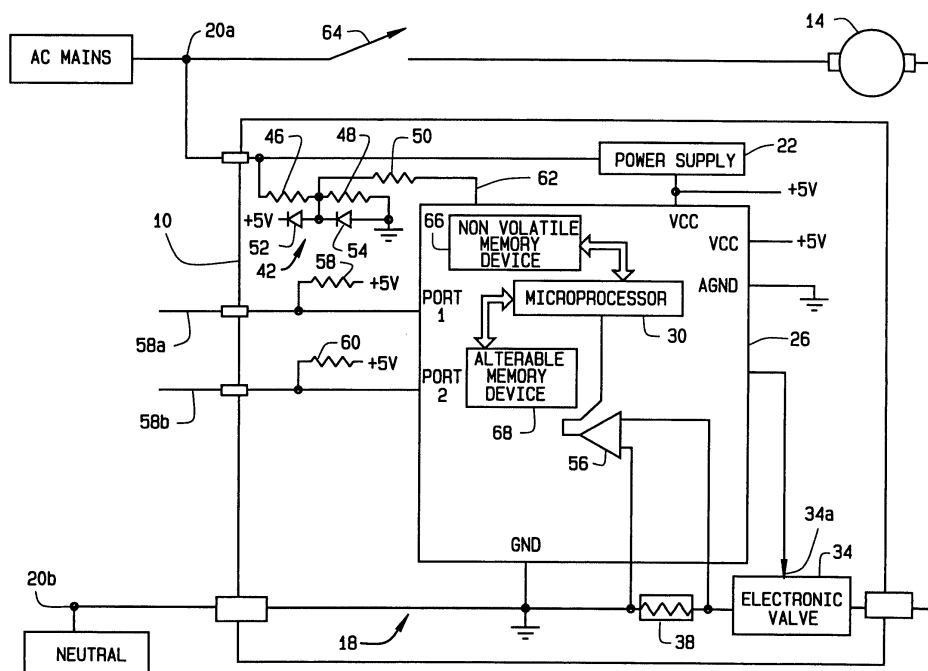 20a
64
14
AC MAINS
46
48
50
POWER SUPPLY
22
62
+5V
10
+5V
66
NON VOLATILE
MEMORY
DEVICE
VCC
52
54
VCC
+5V
42
58
+5V
AGND
PORT
1
MICROPROCESSOR
58a
30
26
60
+5V
PORT
2
ALTERABLE
MEMORY
DEVICE
58b
68
56
GND
34a
34
20b
ELECTRONIC
VALVE
18
38
NEUTRAL